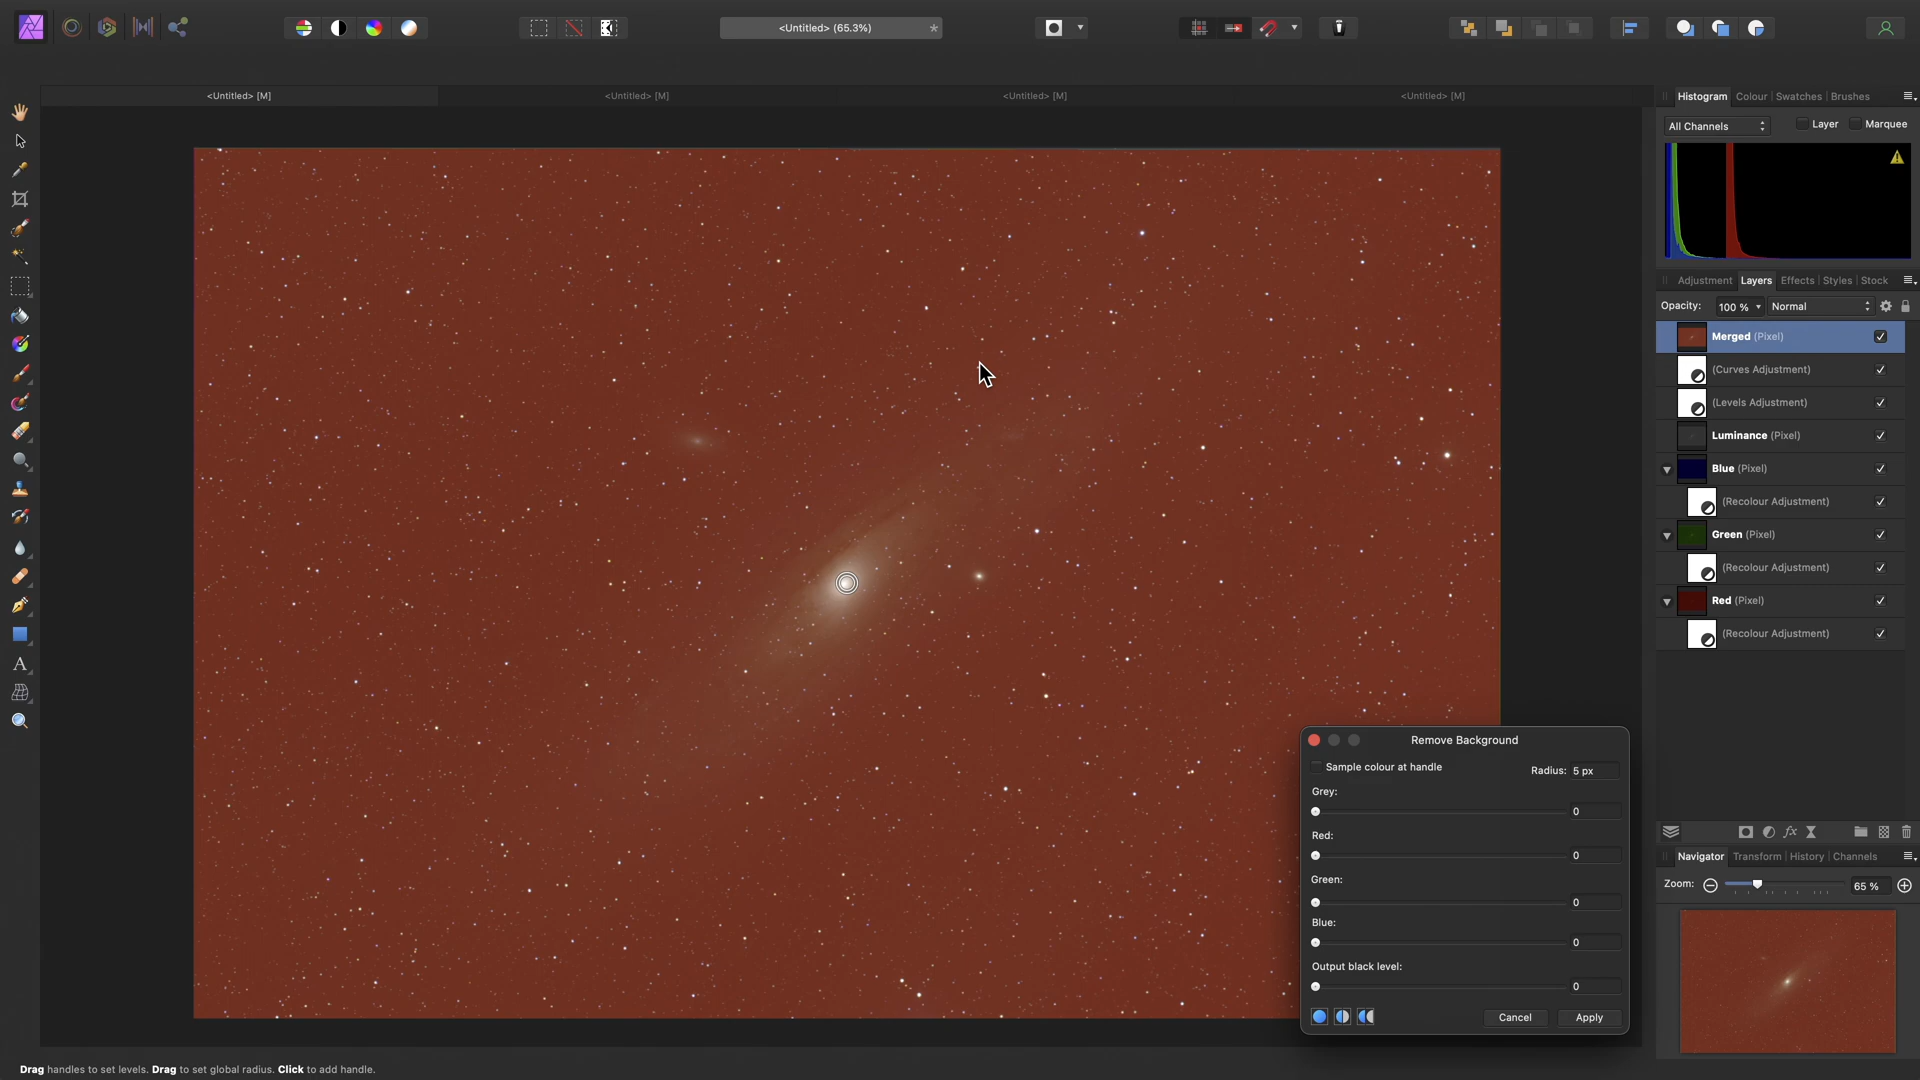 <Untitled> (65.3%)
<Untitled> [M]
<Untitled> [M]
<Untitled> [M]
<Untitled> [M]
Histogram Colour Swatches Brushes
All Channels Layer Marquee
Adjustment Layers Effects Styles Stock
Opacity: 100 % Normal
Merged (Pixel)
(Curves Adjustment)
(Levels Adjustment)
Luminance (Pixel)
Blue (Pixel)
(Recolour Adjustment)
Green (Pixel)
(Recolour Adjustment)
Red (Pixel)
(Recolour Adjustment)
Remove Background
Sample colour at handle Radius: 5 px
Grey:
0
Red:
0
Green:
0
Blue:
0
Output black level:
0
Cancel Apply
Navigator Transform History Channels
Zoom: 65 %
Drag handles to set levels. Drag to set global radius. Click to add handle.